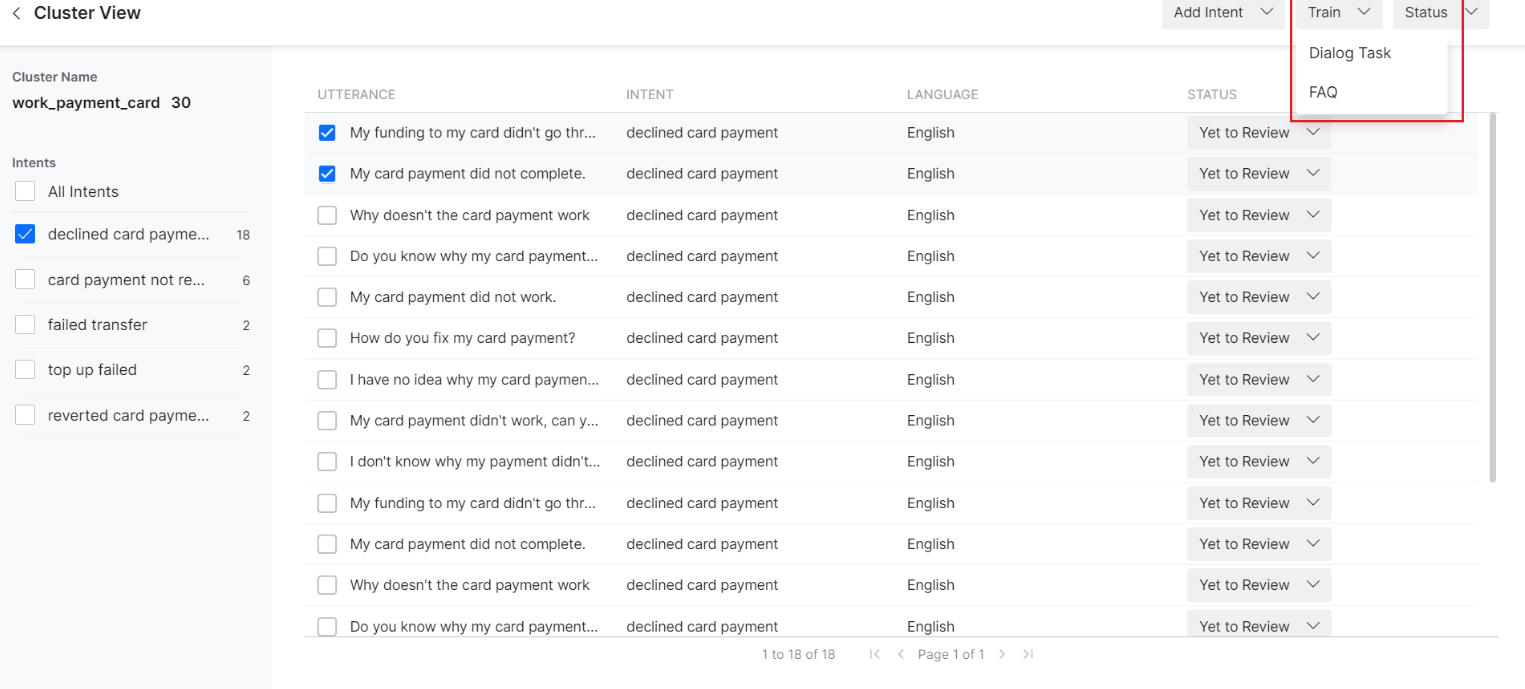 Cluster View
Add Intent
Train
Status
Dialog Task
FAQ
Cluster Name
work_payment_card 30
Intents
All Intents
declined card payme... 18
card payment not re... 6
failed transfer 2
top up failed 2
reverted card payme... 2
UTTERANCE INTENT LANGUAGE STATUS
My funding to my card didn't go thr... declined card payment English Yet to Review
My card payment did not complete. declined card payment English Yet to Review
Why doesn't the card payment work declined card payment English Yet to Review
Do you know why my card payment... declined card payment English Yet to Review
My card payment did not work. declined card payment English Yet to Review
How do you fix my card payment? declined card payment English Yet to Review
I have no idea why my card paymen... declined card payment English Yet to Review
My card payment didn't work, can y... declined card payment English Yet to Review
I don't know why my payment didn't... declined card payment English Yet to Review
My funding to my card didn't go thr... declined card payment English Yet to Review
My card payment did not complete. declined card payment English Yet to Review
Why doesn't the card payment work declined card payment English Yet to Review
Do you know why my card payment... declined card payment English Yet to Review
1 to 18 of 18 Page 1 of 1